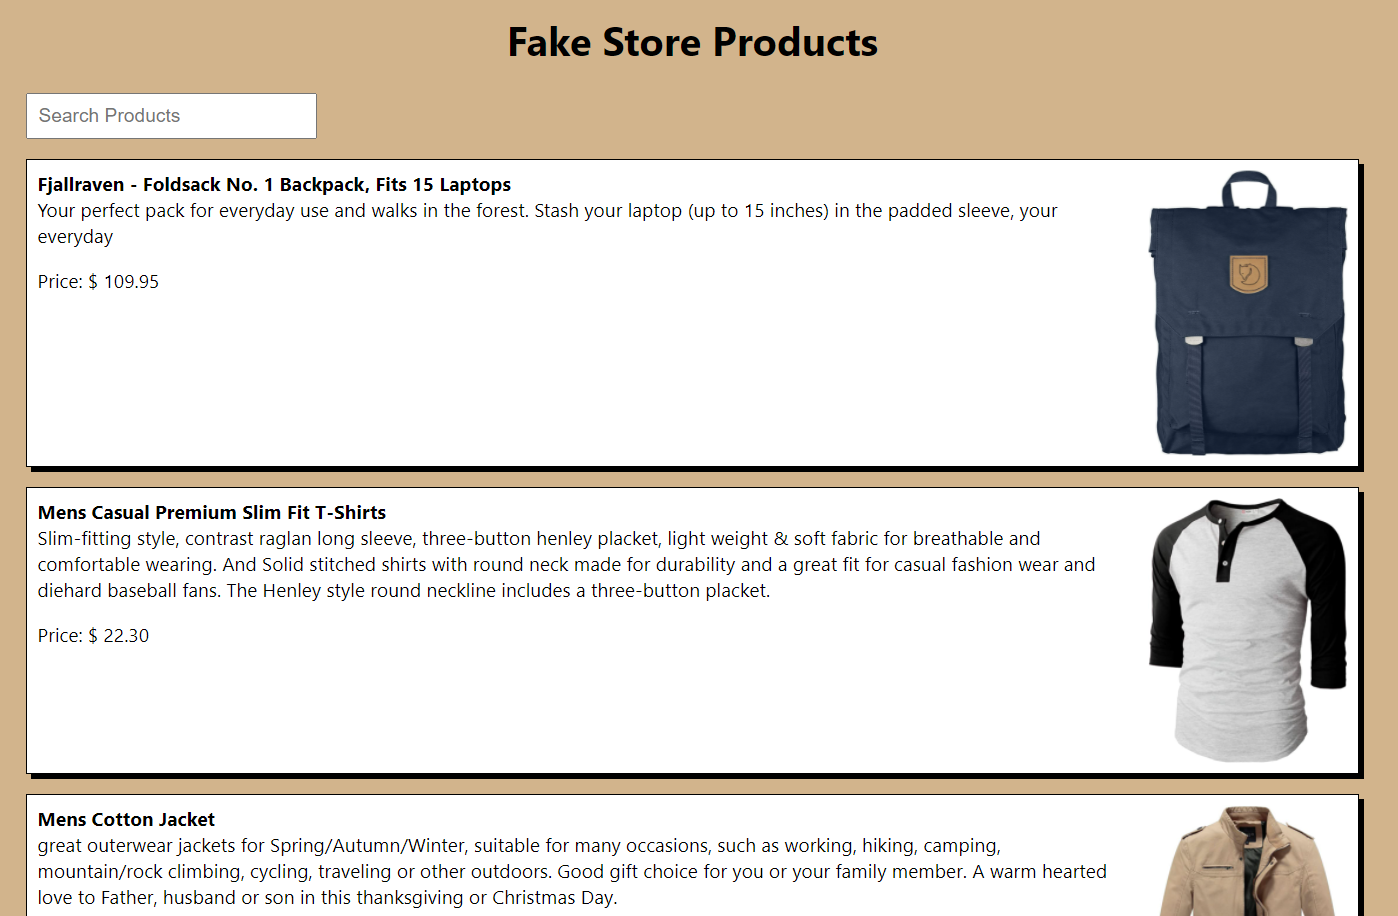 Fake Store Products
Search Products
Fjallraven - Foldsack No. 1 Backpack, Fits 15 Laptops
Your perfect pack for everyday use and walks in the forest. Stash your laptop (up to 15 inches) in the padded sleeve, your
everyday
Price: $ 109.95
Mens Casual Premium Slim Fit T-Shirts
Slim-fitting style, contrast raglan long sleeve, three-button henley placket, light weight & soft fabric for breathable and
comfortable wearing. And Solid stitched shirts with round neck made for durability and a great fit for casual fashion wear and
diehard baseball fans. The Henley style round neckline includes a three-button placket.
Price: $ 22.30
Mens Cotton Jacket
great outerwear jackets for Spring/Autumn/Winter, suitable for many occasions, such as working, hiking, camping,
mountain/rock climbing, cycling, traveling or other outdoors. Good gift choice for you or your family member. A warm hearted
love to Father, husband or son in this thanksgiving or Christmas Day.